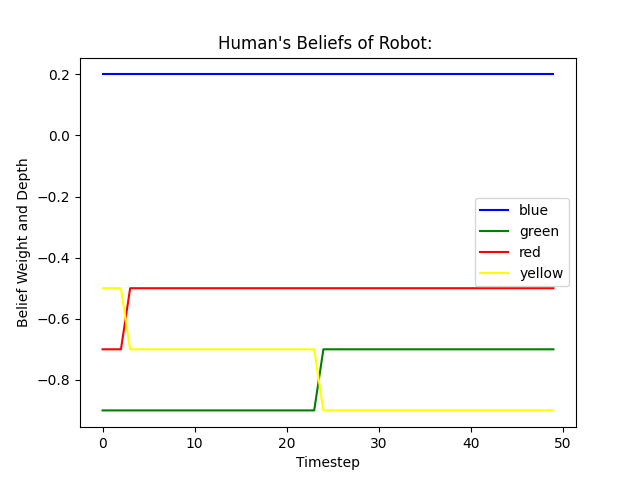 Human's Beliefs of Robot:
Belief Weight and Depth
0.2
0.0
−0.2
−0.4
−0.6
−0.8
blue
green
red
yellow
0 10 20 30 40 50
Timestep